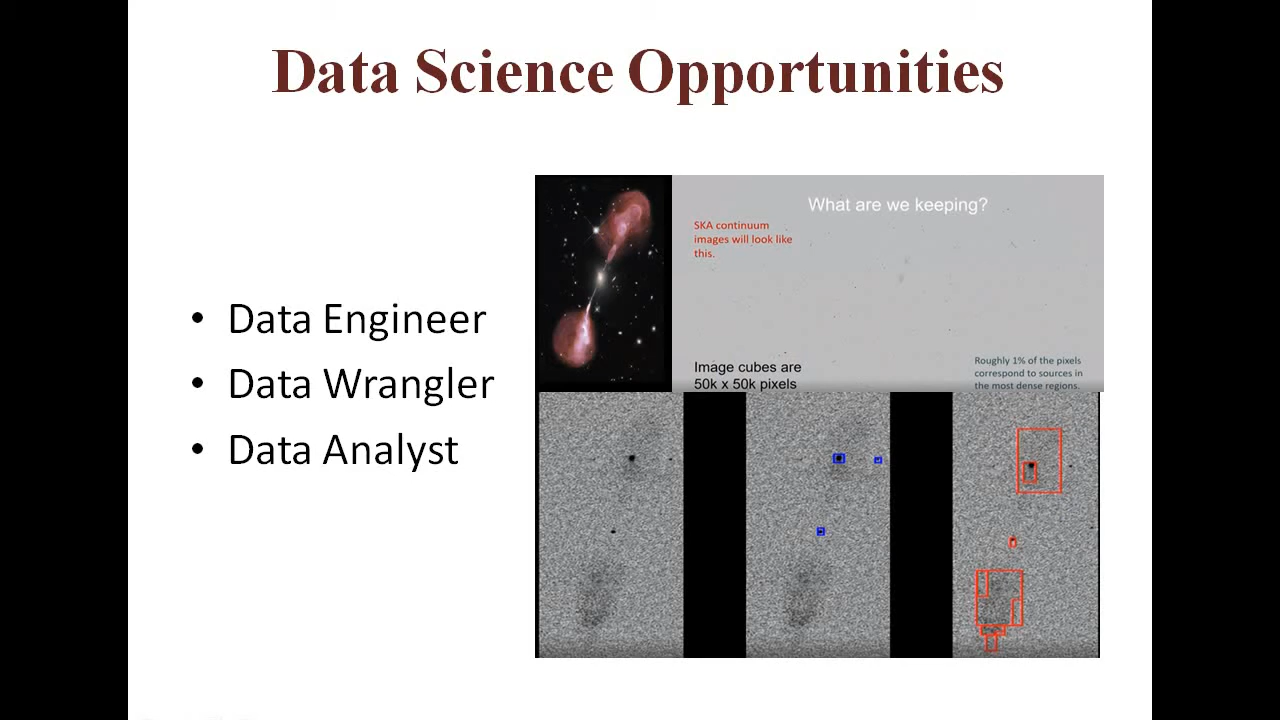 Data Science Opportunities
• Data Engineer
• Data Wrangler
• Data Analyst
What are we keeping?
SKA continuum
images will look like
this.
Image cubes are
50k x 50k pixels
Roughly 1% of the pixels
correspond to sources in
the most dense regions.